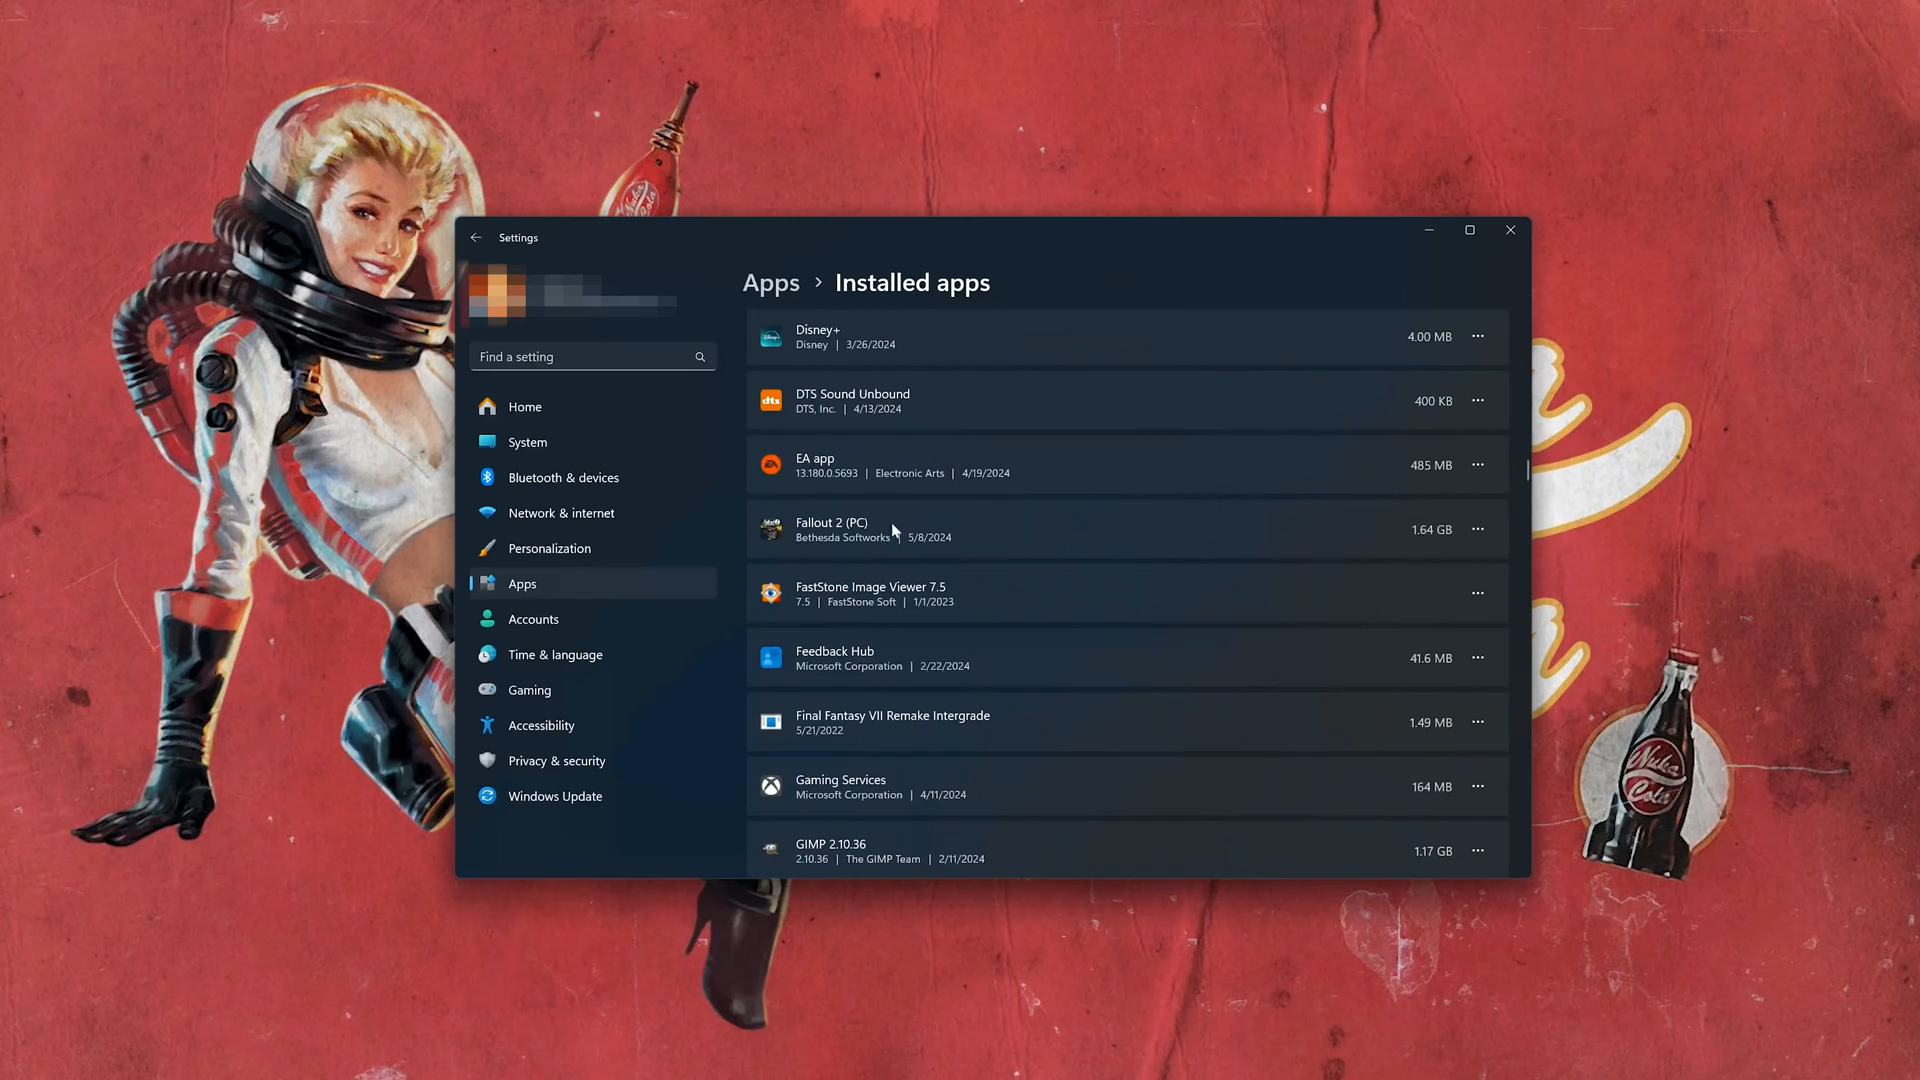 Settings
Find a setting
Home
System
Bluetooth & devices
Network & internet
Personalization
Apps
Accounts
Time & language
Gaming
Accessibility
Privacy & security
Windows Update
Apps › Installed apps
Disney+
Disney | 3/26/2024
4.00 MB
dts
DTS Sound Unbound
DTS, Inc. | 4/13/2024
400 KB
EA
EA app
13.180.0.5693 | Electronic Arts | 4/19/2024
485 MB
Fallout 2 (PC)
Bethesda Softworks | 5/8/2024
1.64 GB
FastStone Image Viewer 7.5
7.5 | FastStone Soft | 1/1/2023
Feedback Hub
Microsoft Corporation | 2/22/2024
41.6 MB
Final Fantasy VII Remake Intergrade
5/21/2022
1.49 MB
Gaming Services
Microsoft Corporation | 4/11/2024
164 MB
GIMP 2.10.36
2.10.36 | The GIMP Team | 2/11/2024
1.17 GB
Nuka
Cola
Nuka
Cola